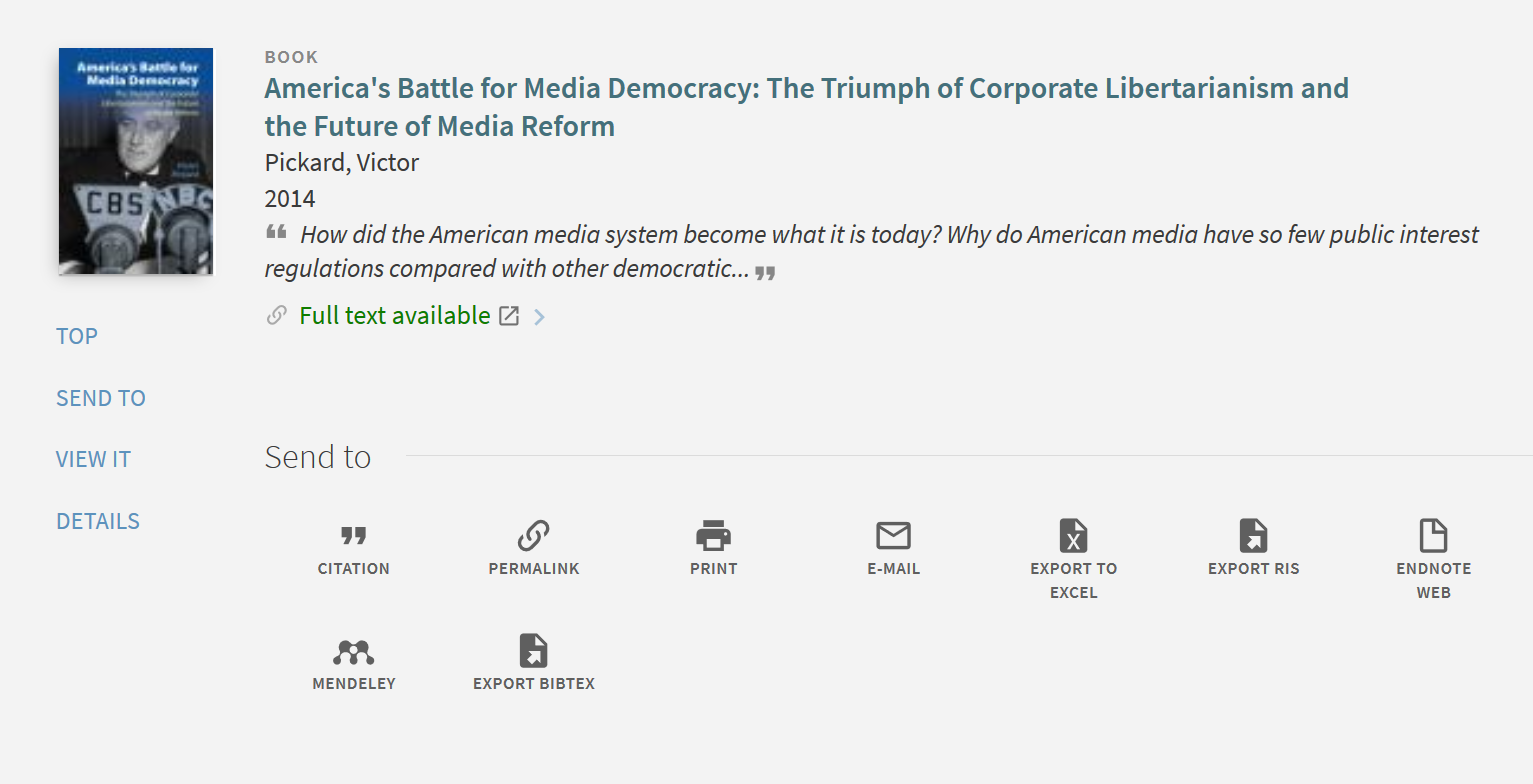 America's Battle for
Media Democracy
CBS
NBC
BOOK
America's Battle for Media Democracy: The Triumph of Corporate Libertarianism and
the Future of Media Reform
Pickard, Victor
2014
❝ How did the American media system become what it is today? Why do American media have so few public interest
regulations compared with other democratic... ❞
Full text available
TOP
SEND TO
VIEW IT
DETAILS
Send to
CITATION
PERMALINK
PRINT
E-MAIL
EXPORT TO
EXCEL
EXPORT RIS
ENDNOTE
WEB
MENDELEY
EXPORT BIBTEX